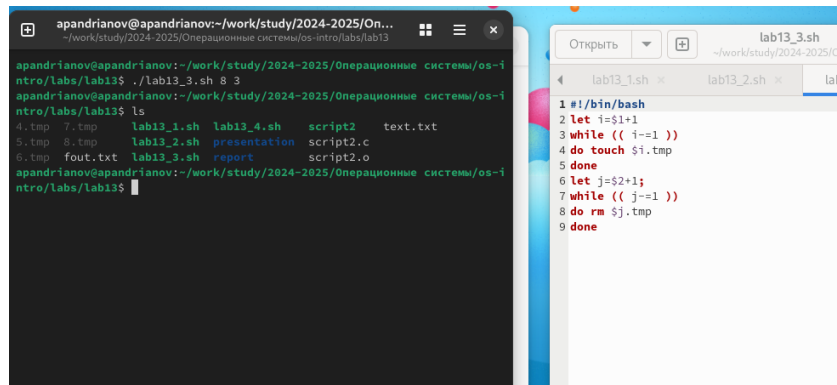 apandrianov@apandrianov:~/work/study/2024-2025/Оп...
~/work/study/2024-2025/Операционные системы/os-intro/labs/lab13
apandrianov@apandrianov:~/work/study/2024-2025/Операционные системы/os-i
ntro/labs/lab13$ ./lab13_3.sh 8 3
apandrianov@apandrianov:~/work/study/2024-2025/Операционные системы/os-i
ntro/labs/lab13$ ls
4.tmp 7.tmp lab13_1.sh lab13_4.sh script2 text.txt
5.tmp 8.tmp lab13_2.sh presentation script2.c
6.tmp fout.txt lab13_3.sh report script2.o
apandrianov@apandrianov:~/work/study/2024-2025/Операционные системы/os-i
ntro/labs/lab13$
Открыть
lab13_3.sh
~/work/study/2024-2025/О
lab13_1.sh × lab13_2.sh × la
1 #!/bin/bash
2 let i=$1+1
3 while (( i-=1 ))
4 do touch $i.tmp
5 done
6 let j=$2+1;
7 while (( j-=1 ))
8 do rm $j.tmp
9 done